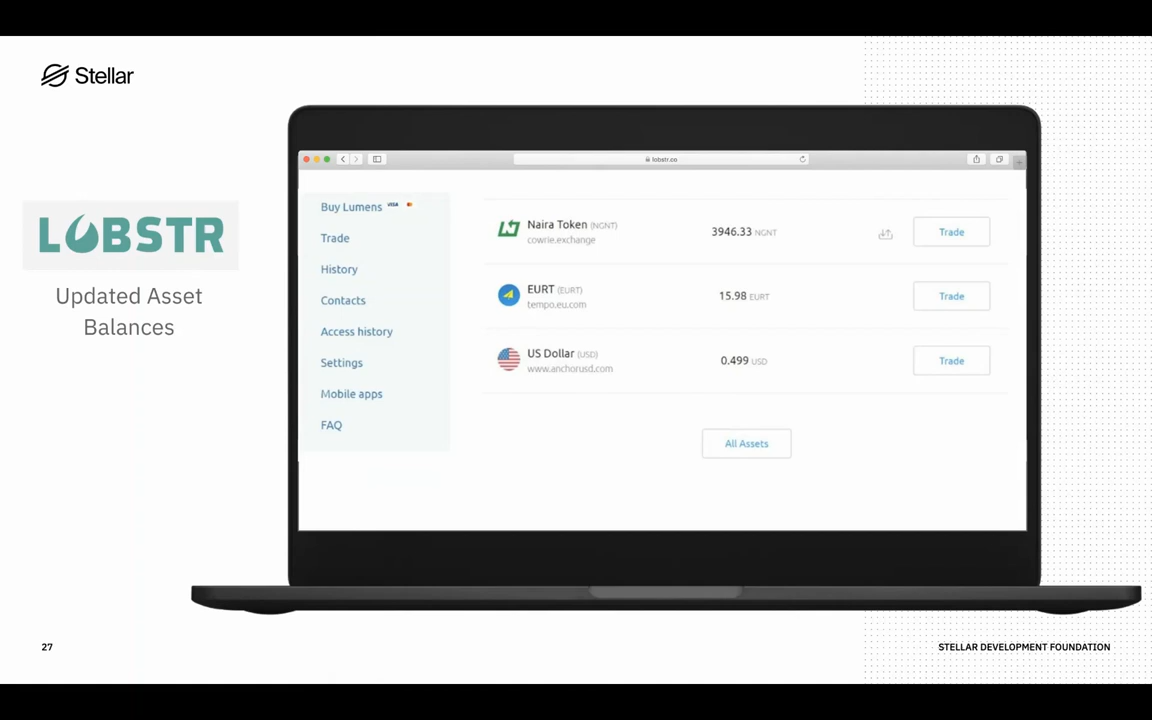 Stellar
LOBSTR
Updated Asset
Balances
lobstr.co
Buy Lumens VISA
Trade
History
Contacts
Access history
Settings
Mobile apps
FAQ
Naira Token (NGNT)
cowrie.exchange
3946.33 NGNT
Trade
EURT (EURT)
tempo.eu.com
15.98 EURT
Trade
US Dollar (USD)
www.anchorusd.com
0.499 USD
Trade
All Assets
27
STELLAR DEVELOPMENT FOUNDATION